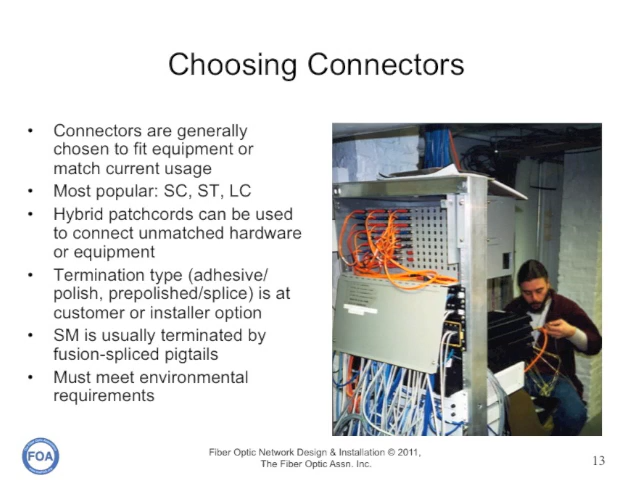 Choosing Connectors
• Connectors are generally
chosen to fit equipment or
match current usage
• Most popular: SC, ST, LC
• Hybrid patchcords can be used
to connect unmatched hardware
or equipment
• Termination type (adhesive/
polish, prepolished/splice) is at
customer or installer option
• SM is usually terminated by
fusion-spliced pigtails
• Must meet environmental
requirements
FOA
Fiber Optic Network Design & Installation © 2011,
The Fiber Optic Assn. Inc.
13